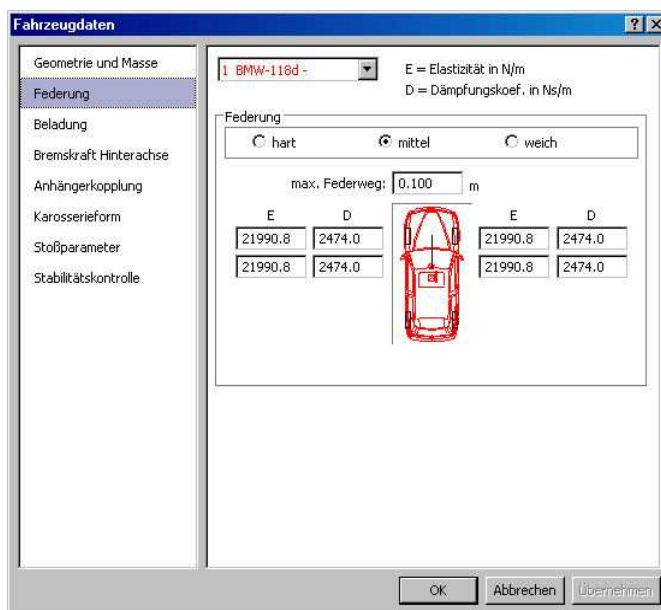 Fahrzeugdaten
Geometrie und Masse
Federung
Beladung
Bremskraft Hinterachse
Anhängerkopplung
Karosserieform
Stoßparameter
Stabilitätskontrolle
1 BMW-118d -
E = Elastizität in N/m
D = Dämpfungskoef. in Ns/m
Federung
hart mittel weich
max. Federweg: 0.100 m
E D E D
21990.8 2474.0 21990.8 2474.0
21990.8 2474.0 21990.8 2474.0
OK Abbrechen Übernehmen